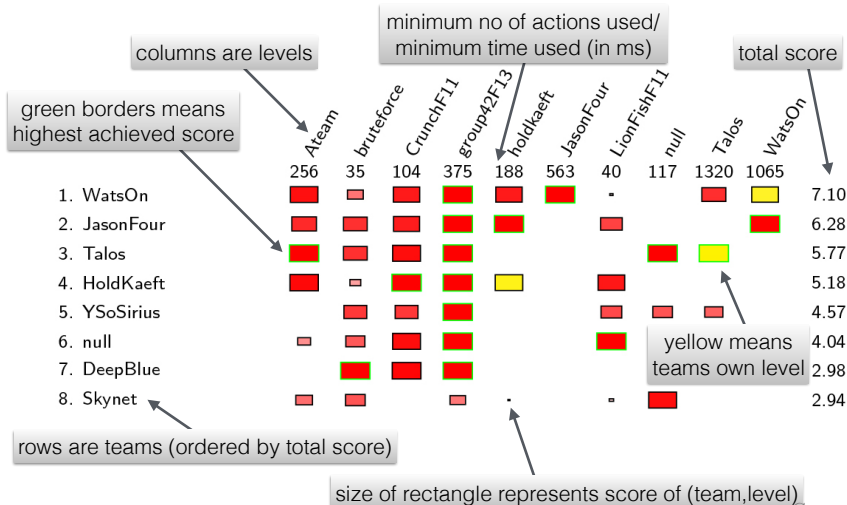 minimum no of actions used/
minimum time used (in ms)
columns are levels
total score
green borders means
highest achieved score
Ateam
bruteforce
CrunchF11
group42F13
holdkaeft
JasonFour
LionFishF11
null
Talos
WatsOn
256 35 104 375 188 563 40 117 1320 1065
1. WatsOn 7.10
2. JasonFour 6.28
3. Talos 5.77
4. HoldKaeft 5.18
5. YSoSirius 4.57
6. null 4.04
7. DeepBlue 2.98
8. Skynet 2.94
yellow means
teams own level
rows are teams (ordered by total score)
size of rectangle represents score of (team,level)